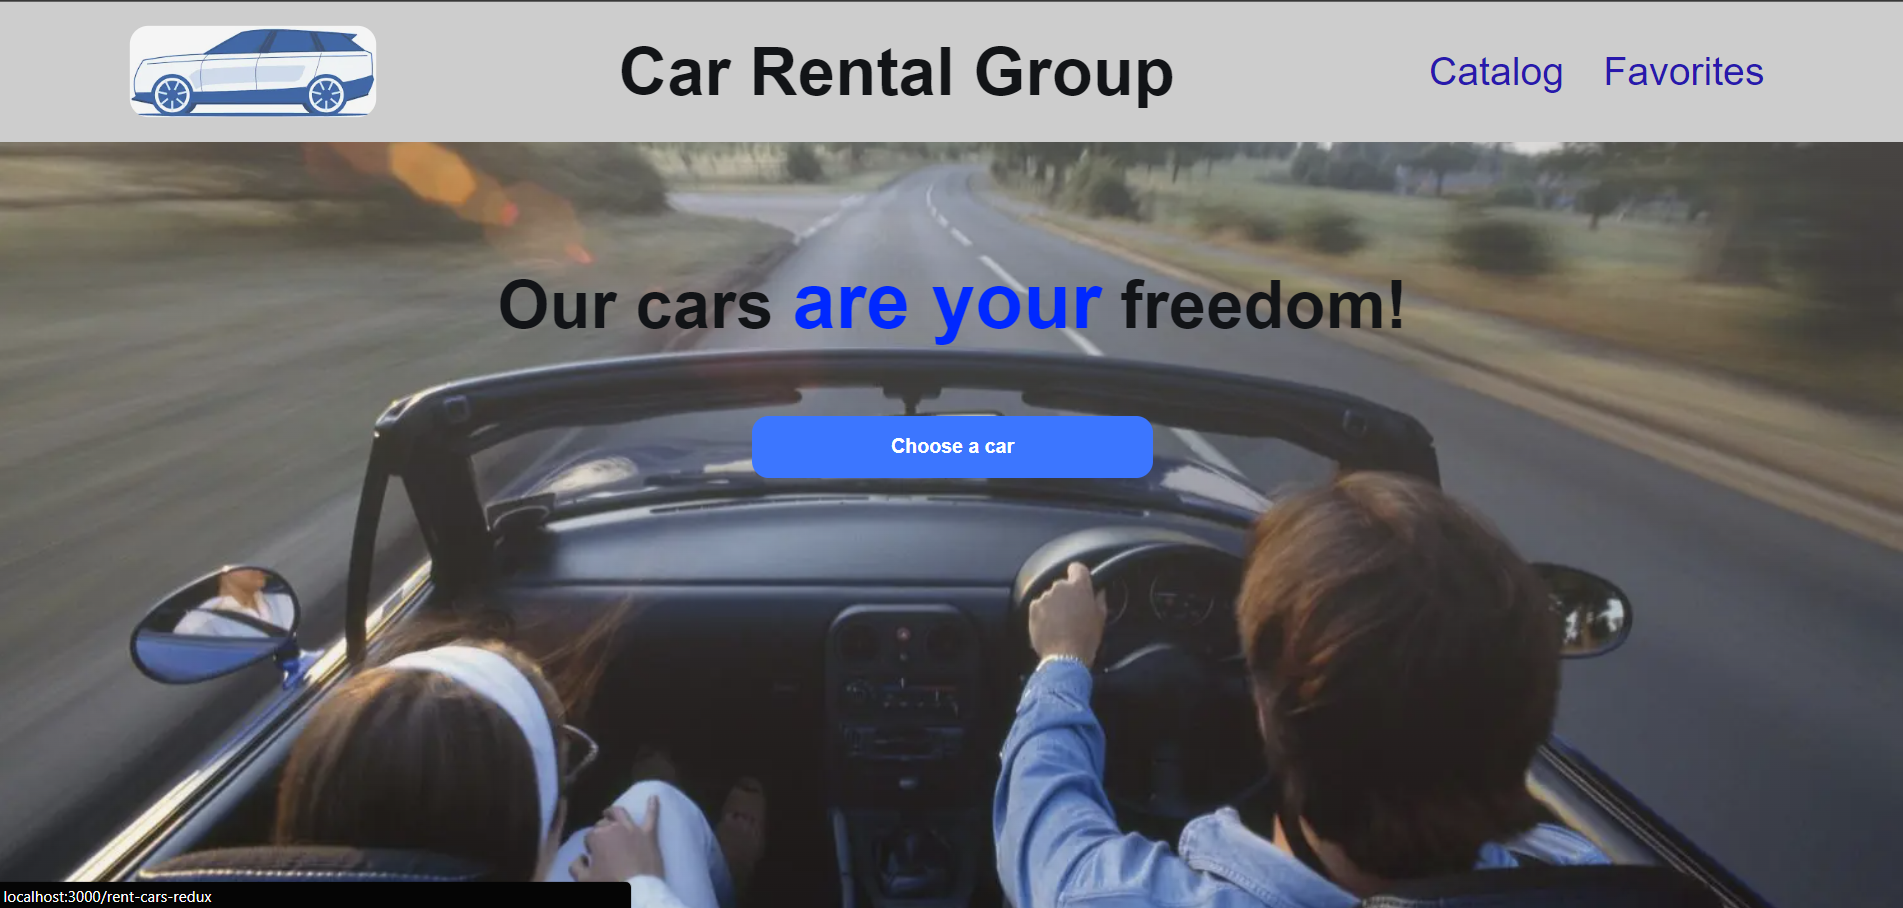 Car Rental Group
Catalog Favorites
Our cars are your freedom!
Choose a car
localhost:3000/rent-cars-redux